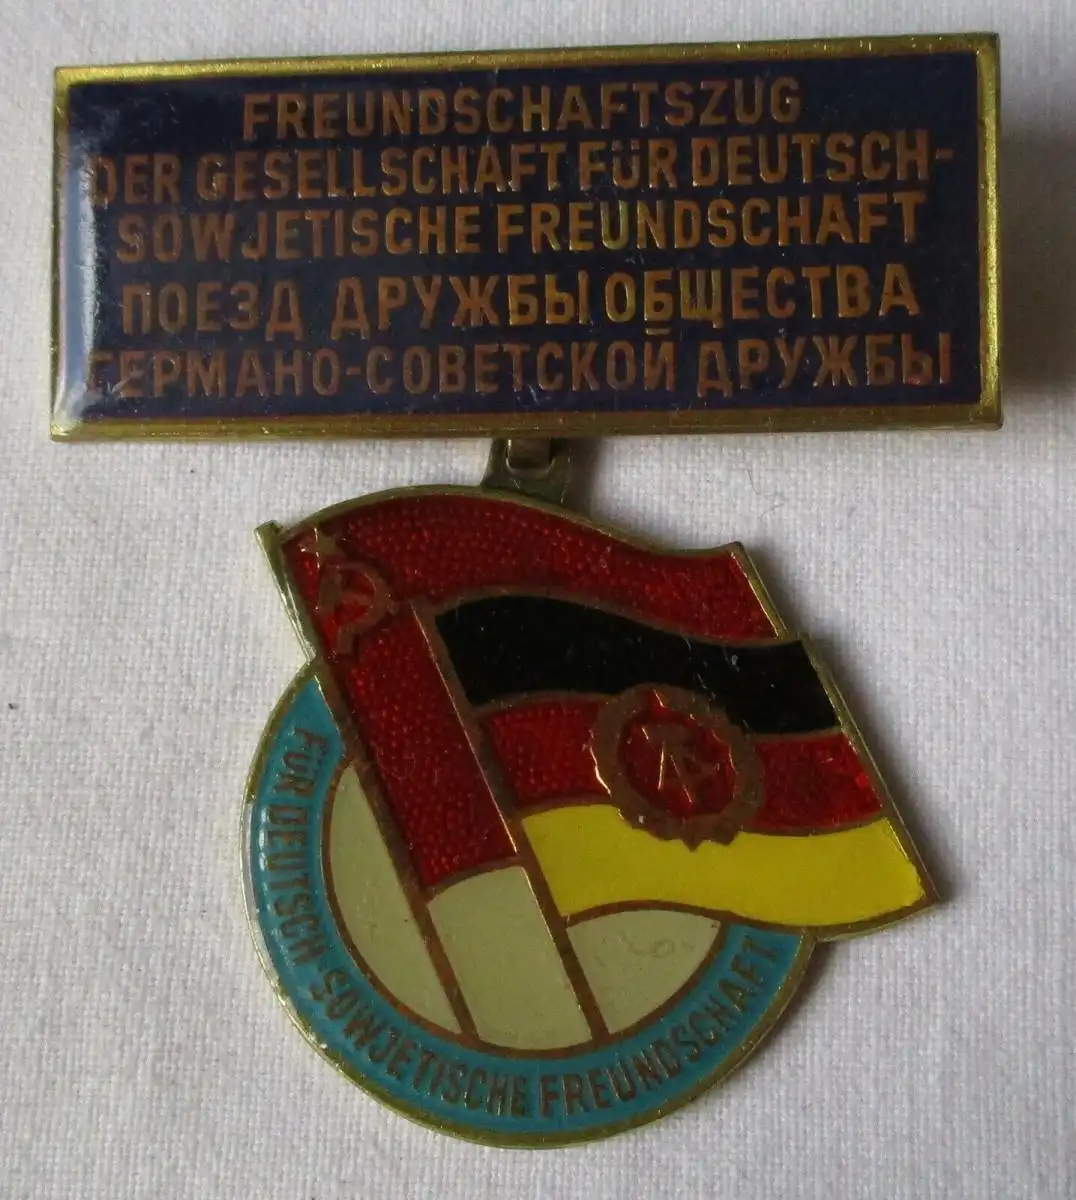 FREUNDSCHAFTSZUG
DER GESELLSCHAFT FÜR DEUTSCH-
SOWJETISCHE FREUNDSCHAFT
ПОЕЗД ДРУЖБЫ ОБЩЕСТВА
ГЕРМАНО-СОВЕТСКОЙ ДРУЖБЫ
FÜR DEUTSCH-SOWJETISCHE FREUNDSCHAFT